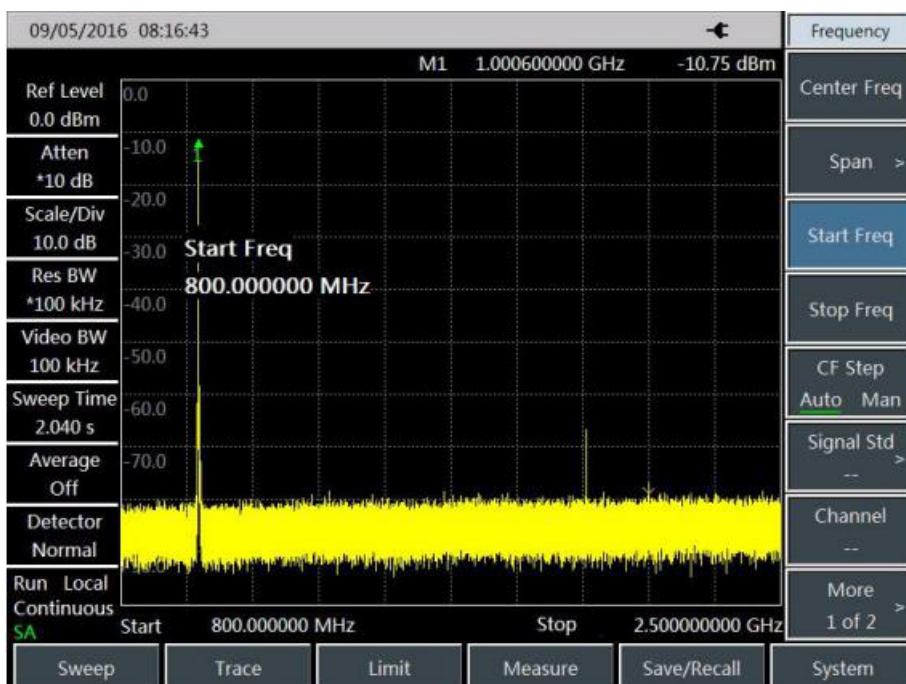 09/05/2016 08:16:43
Frequency
M1 1.000600000 GHz -10.75 dBm
Ref Level
0.0 dBm
Atten
*10 dB
Scale/Div
10.0 dB
Res BW
*100 kHz
Video BW
100 kHz
Sweep Time
2.040 s
Average
Off
Detector
Normal
Run Local
Continuous
SA
0.0
-10.0
-20.0
-30.0
-40.0
-50.0
-60.0
-70.0
1
Start Freq
800.000000 MHz
Start 800.000000 MHz Stop 2.500000000 GHz
Center Freq
Span >
Start Freq
Stop Freq
CF Step
Auto Man
Signal Std >
--
Channel
--
More >
1 of 2
Sweep Trace Limit Measure Save/Recall System